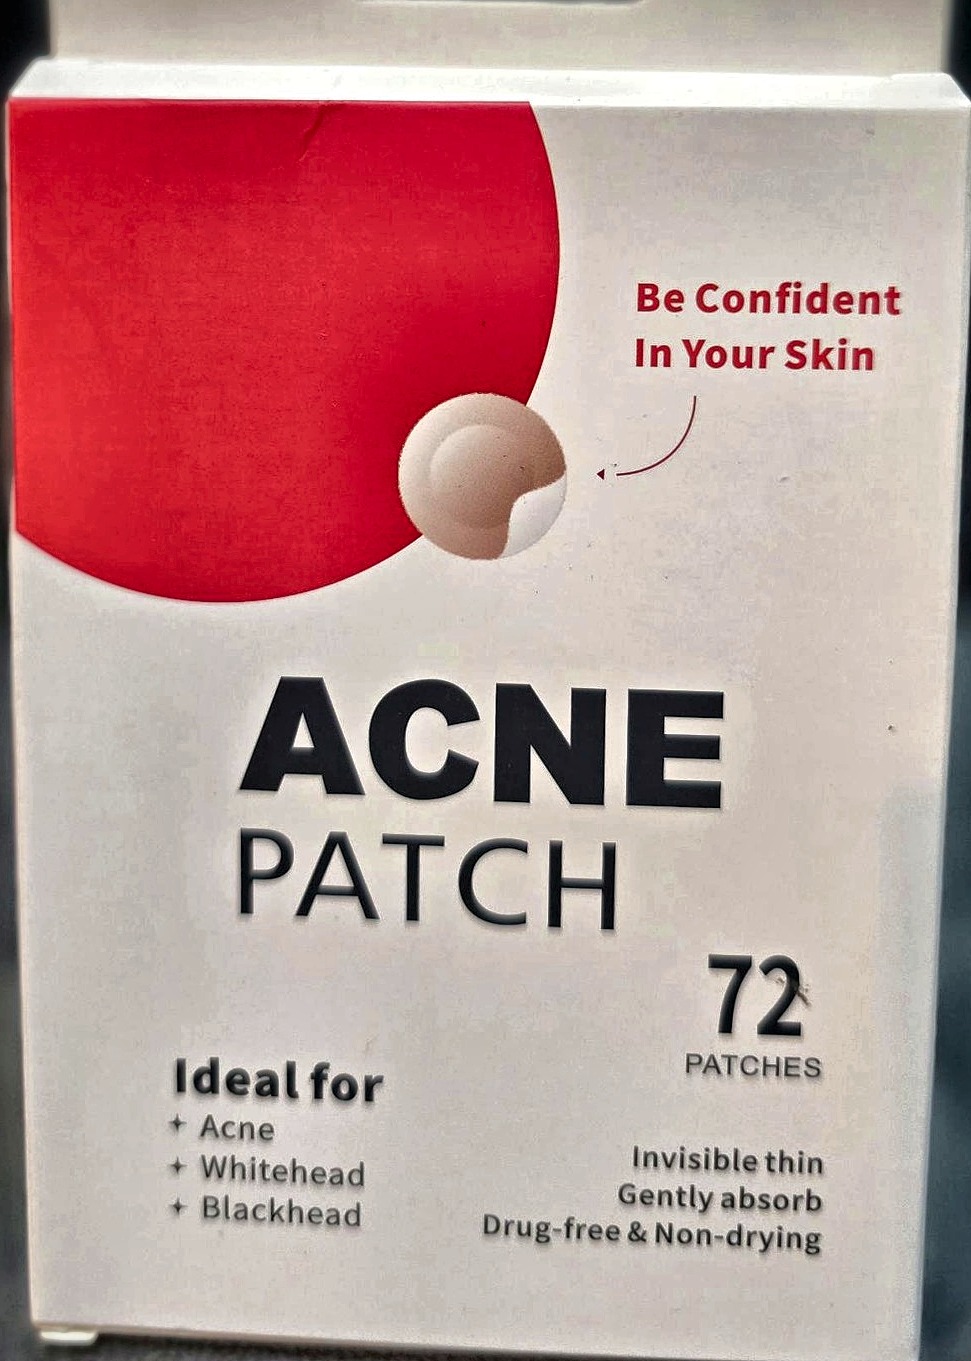 Be Confident
In Your Skin
ACNE
PATCH
72
PATCHES
Ideal for
Acne
Whitehead
Blackhead
Invisible thin
Gently absorb
Drug-free & Non-drying